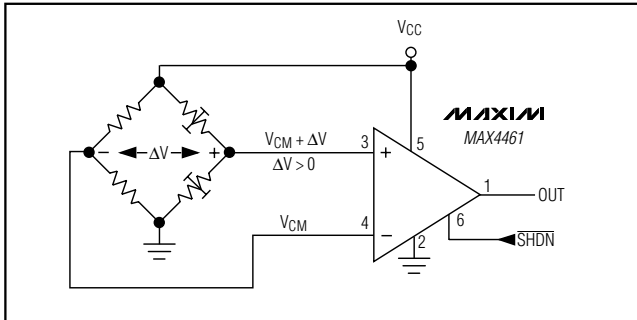 VCC
MAXIM
MAX4461
− ΔV +
VCM + ΔV
ΔV > 0
3
+
5
1
OUT
VCM
4
−
2
6
SHDN